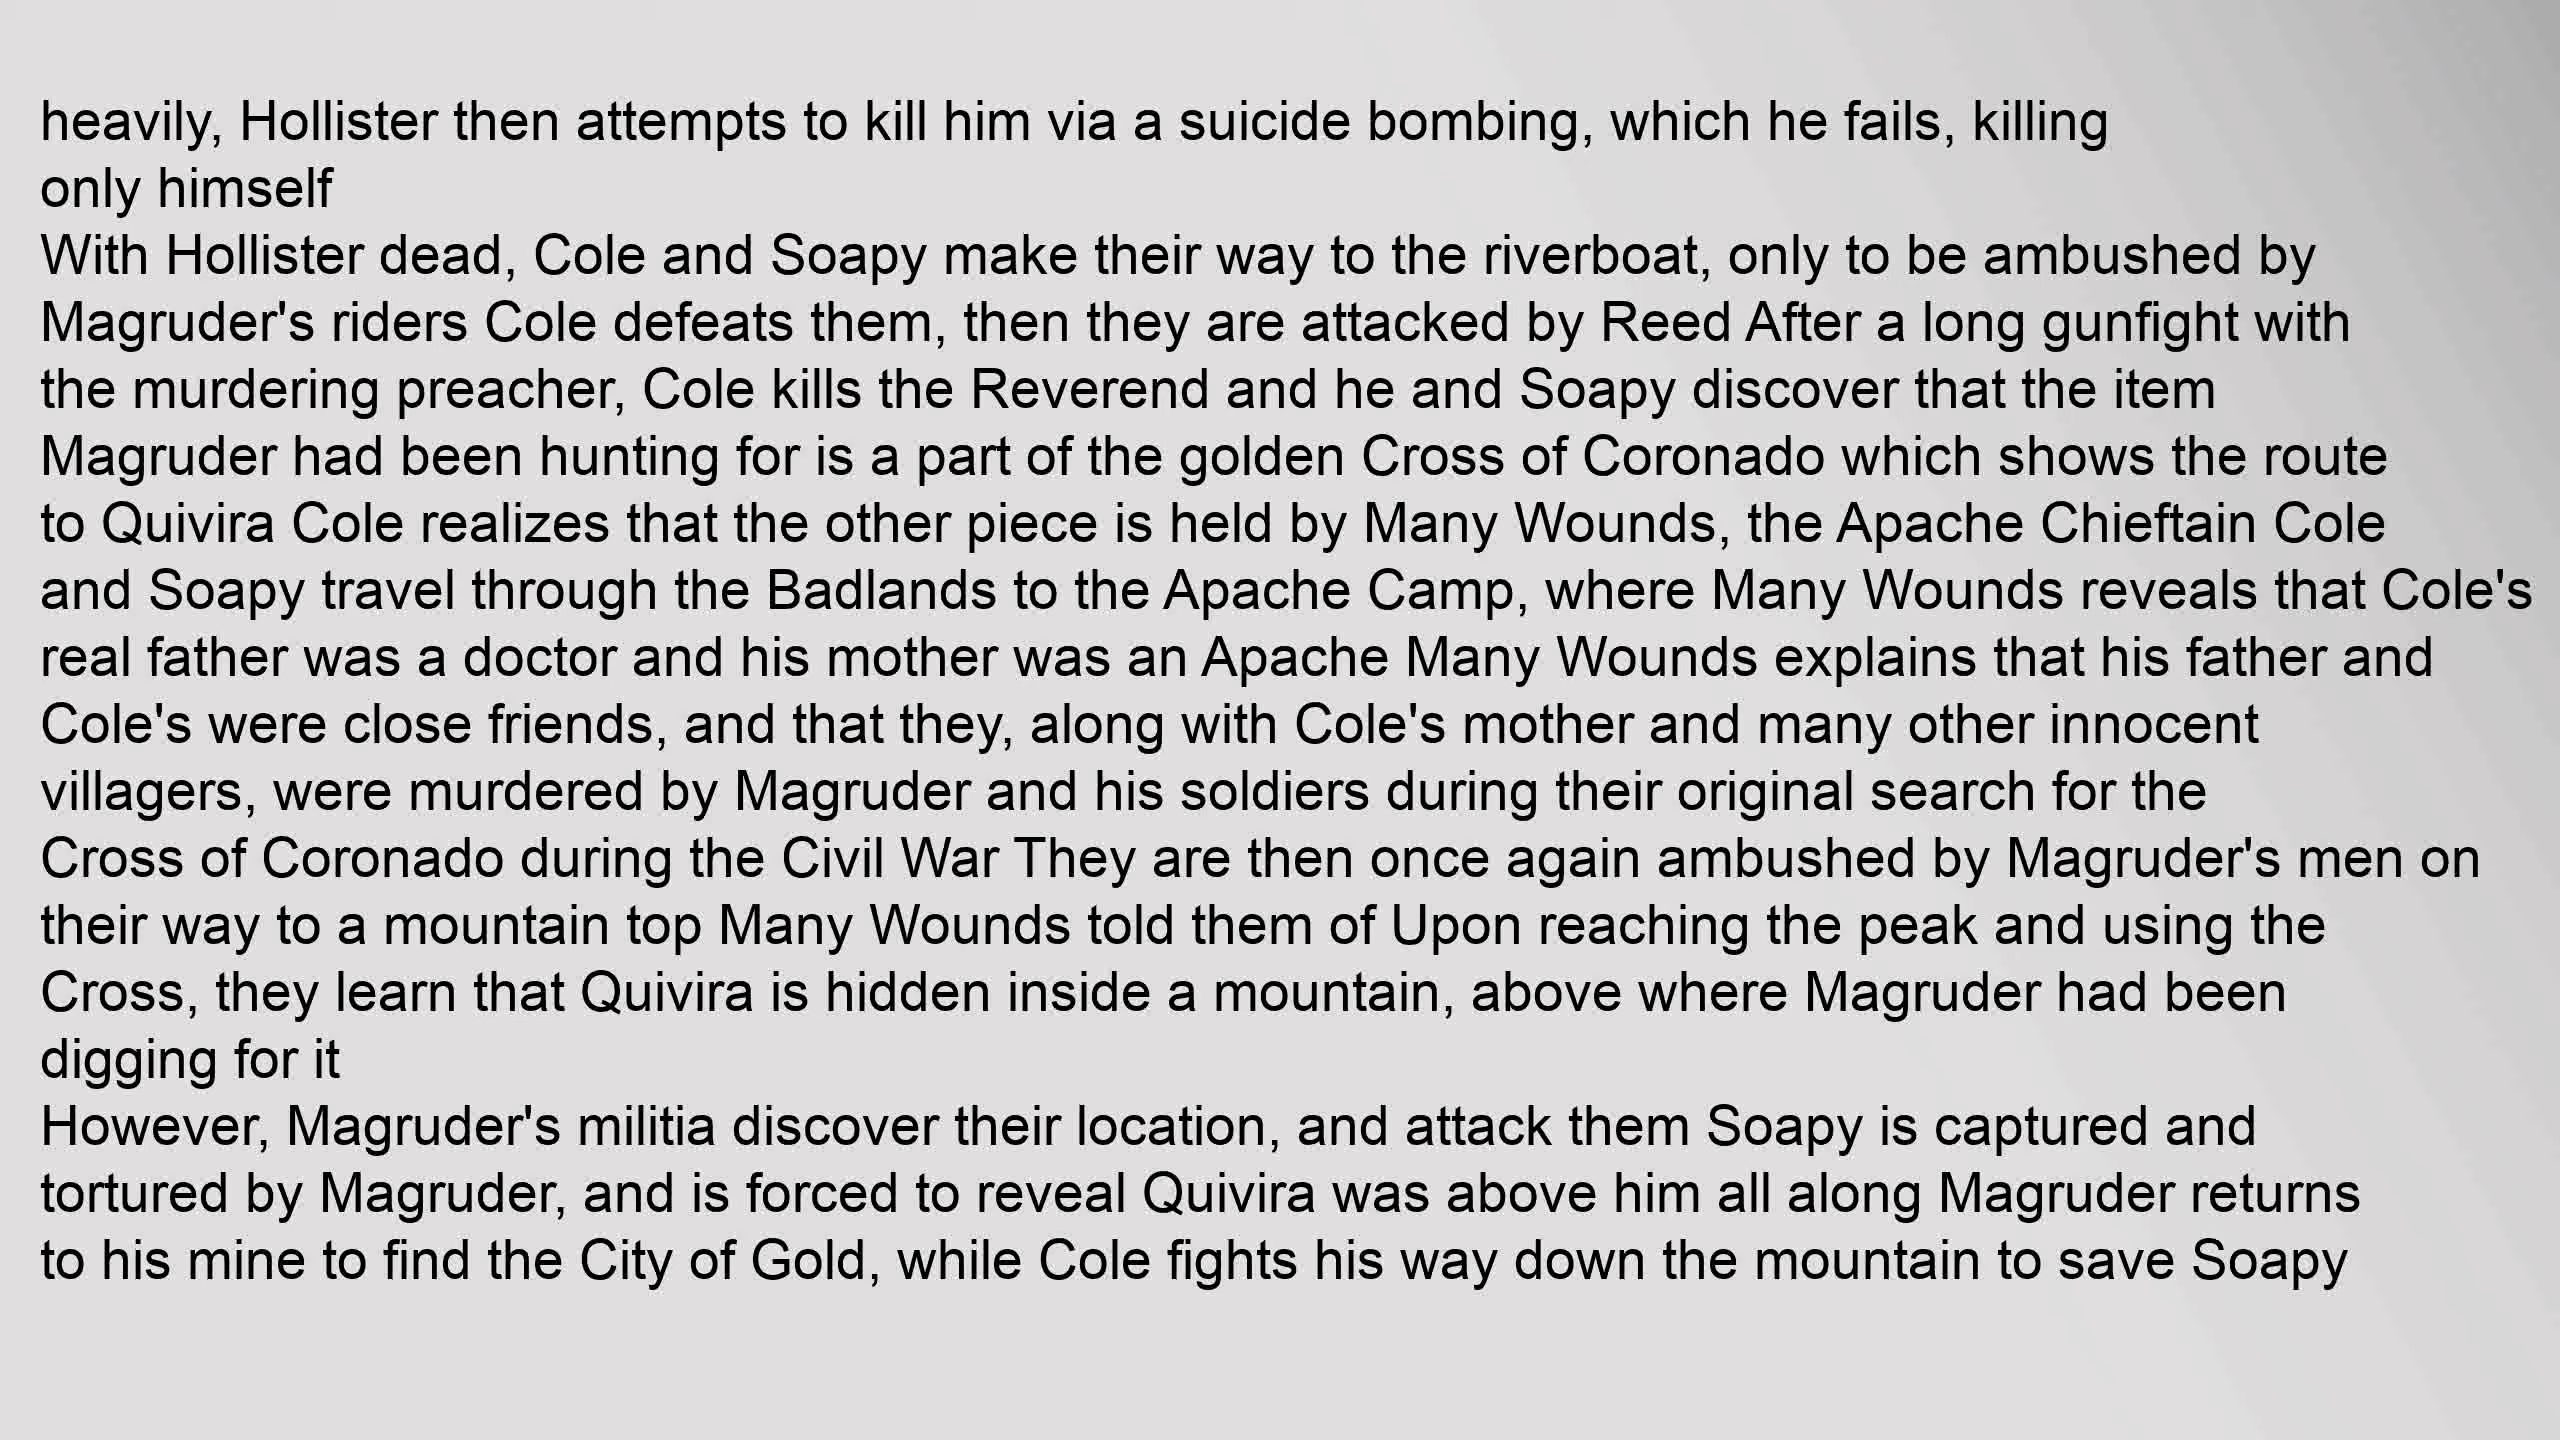 heavily, Hollister then attempts to kill him via a suicide bombing, which he fails, killing
only himself
With Hollister dead, Cole and Soapy make their way to the riverboat, only to be ambushed by
Magruder's riders Cole defeats them, then they are attacked by Reed After a long gunfight with
the murdering preacher, Cole kills the Reverend and he and Soapy discover that the item
Magruder had been hunting for is a part of the golden Cross of Coronado which shows the route
to Quivira Cole realizes that the other piece is held by Many Wounds, the Apache Chieftain Cole
and Soapy travel through the Badlands to the Apache Camp, where Many Wounds reveals that Cole's
real father was a doctor and his mother was an Apache Many Wounds explains that his father and
Cole's were close friends, and that they, along with Cole's mother and many other innocent
villagers, were murdered by Magruder and his soldiers during their original search for the
Cross of Coronado during the Civil War They are then once again ambushed by Magruder's men on
their way to a mountain top Many Wounds told them of Upon reaching the peak and using the
Cross, they learn that Quivira is hidden inside a mountain, above where Magruder had been
digging for it
However, Magruder's militia discover their location, and attack them Soapy is captured and
tortured by Magruder, and is forced to reveal Quivira was above him all along Magruder returns
to his mine to find the City of Gold, while Cole fights his way down the mountain to save Soapy